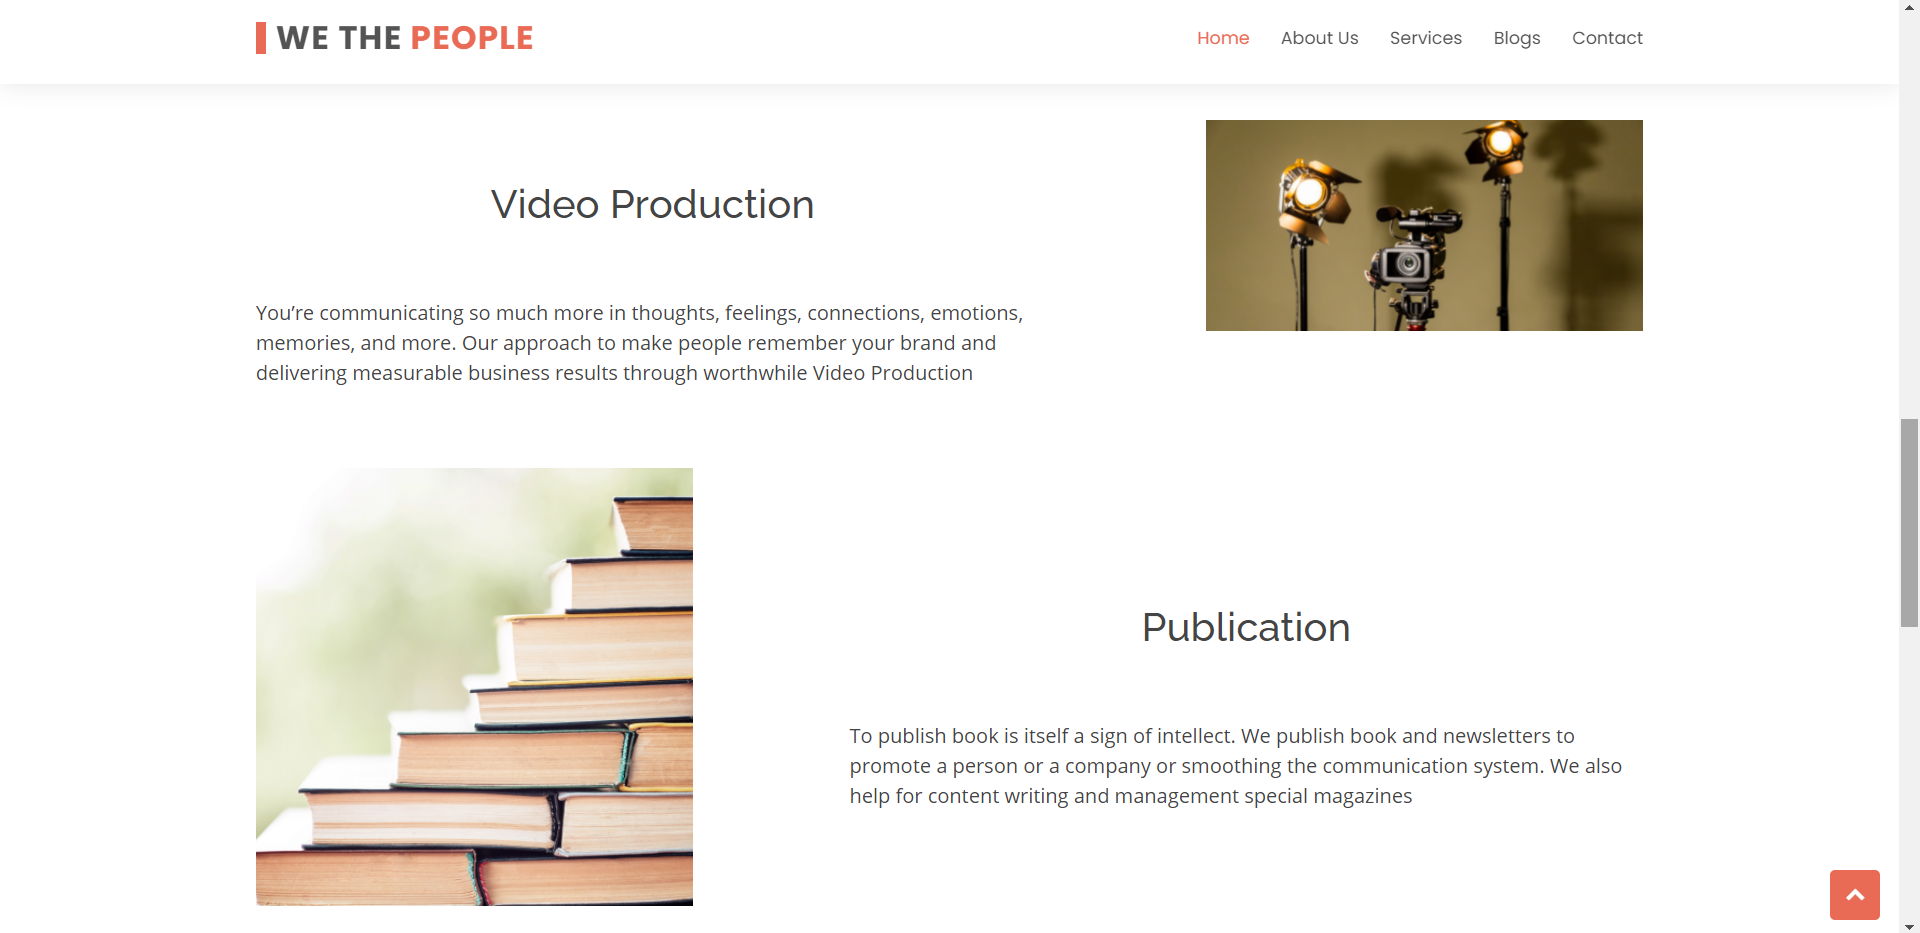 WE THE PEOPLE
Home About Us Services Blogs Contact
Video Production
You’re communicating so much more in thoughts, feelings, connections, emotions,
memories, and more. Our approach to make people remember your brand and
delivering measurable business results through worthwhile Video Production
Publication
To publish book is itself a sign of intellect. We publish book and newsletters to
promote a person or a company or smoothing the communication system. We also
help for content writing and management special magazines